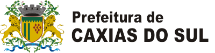 Prefeitura de
CAXIAS DO SUL